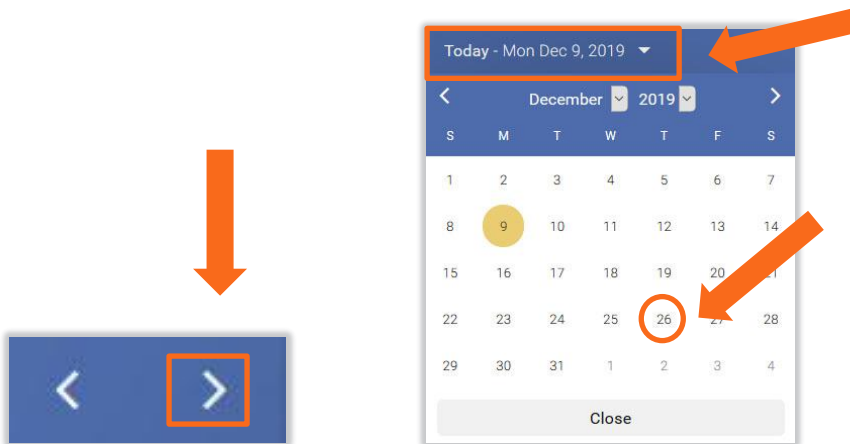 Today - Mon Dec 9, 2019
December 2019
S M T W T F S
1 2 3 4 5 6 7
8 9 10 11 12 13 14
15 16 17 18 19 20 21
22 23 24 25 26 27 28
29 30 31 1 2 3 4
Close